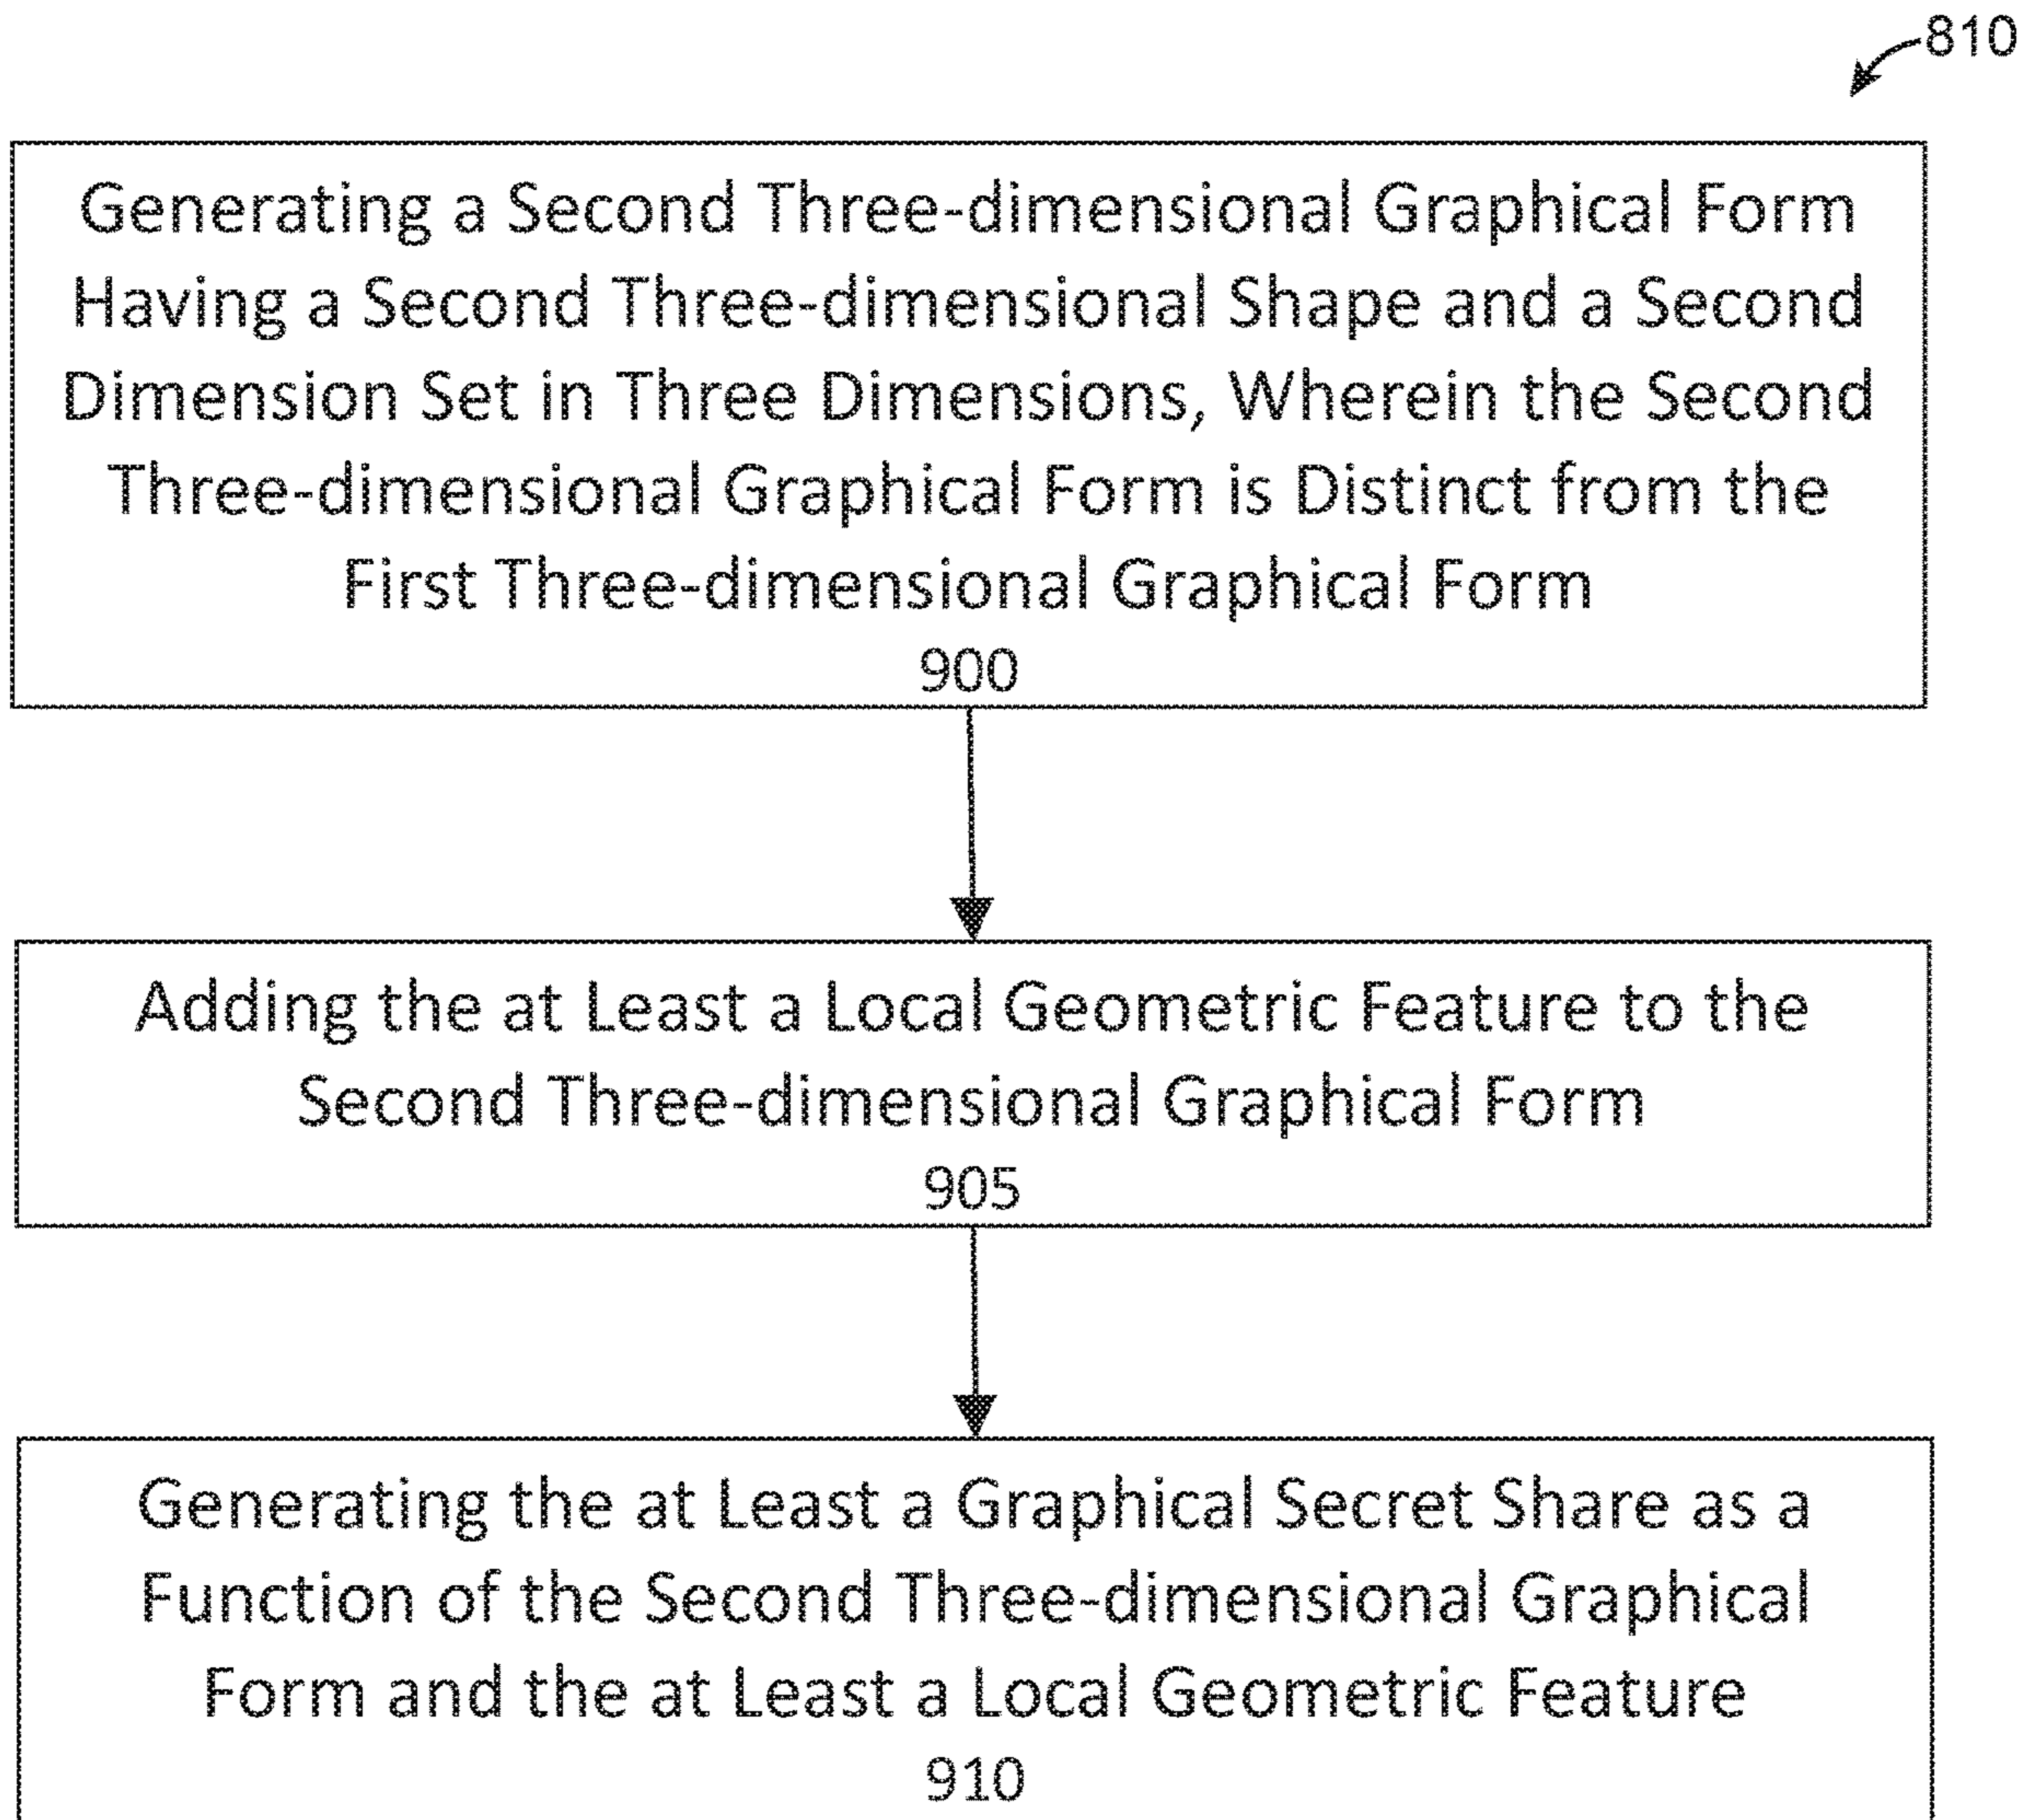 810
Generating a Second Three-dimensional Graphical Form
Having a Second Three-dimensional Shape and a Second
Dimension Set in Three Dimensions, Wherein the Second
Three-dimensional Graphical Form is Distinct from the
First Three-dimensional Graphical Form
900
Adding the at Least a Local Geometric Feature to the
Second Three-dimensional Graphical Form
905
Generating the at Least a Graphical Secret Share as a
Function of the Second Three-dimensional Graphical
Form and the at Least a Local Geometric Feature
910